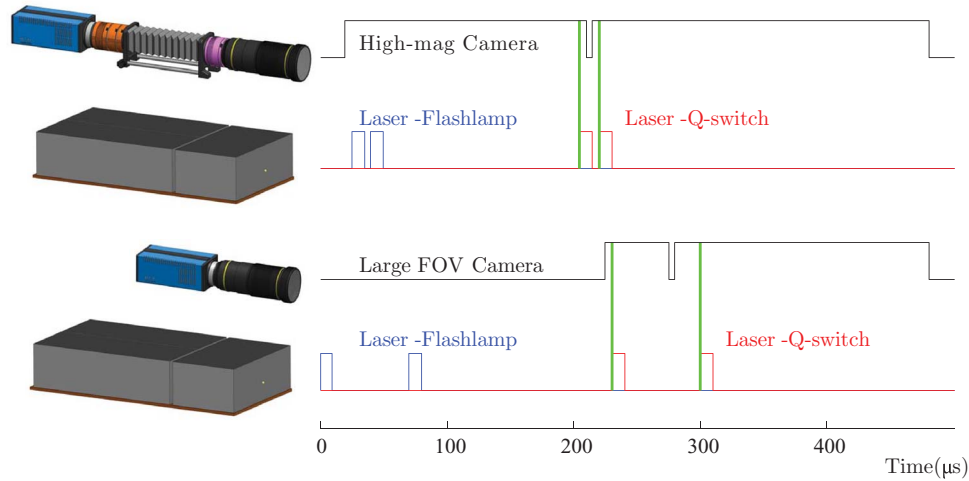 High-mag Camera
Laser -Flashlamp
Laser -Q-switch
Large FOV Camera
Laser -Flashlamp
Laser -Q-switch
0 100 200 300 400
Time(μs)